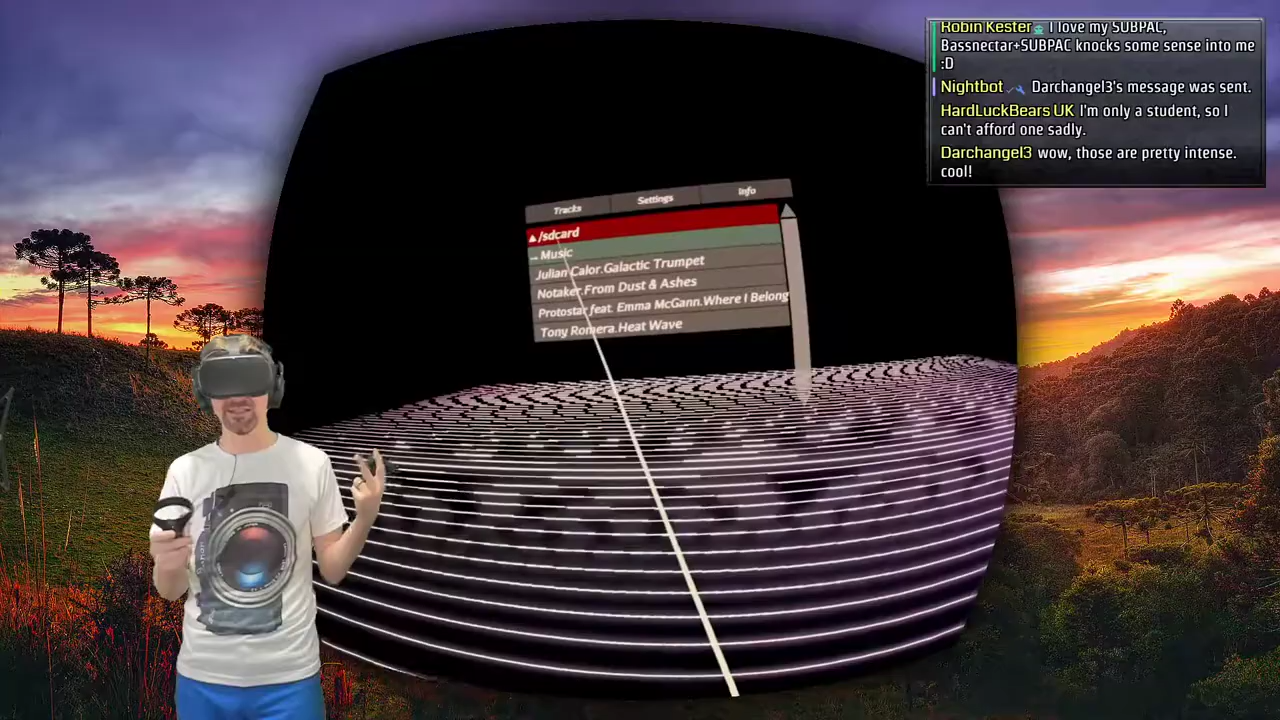 Robin Kester I love my SUBPAC,
Bassnectar+SUBPAC knocks some sense into me
:D
Nightbot Darchangel3's message was sent.
HardLuckBears UK I'm only a student, so I
can't afford one sadly.
Darchangel3 wow, those are pretty intense.
cool!
Tracks Settings Info
/sdcard
.. Music
Julian Calor.Galactic Trumpet
Notaker.From Dust & Ashes
Protostar feat. Emma McGann.Where I Belong
Tony Romera.Heat Wave